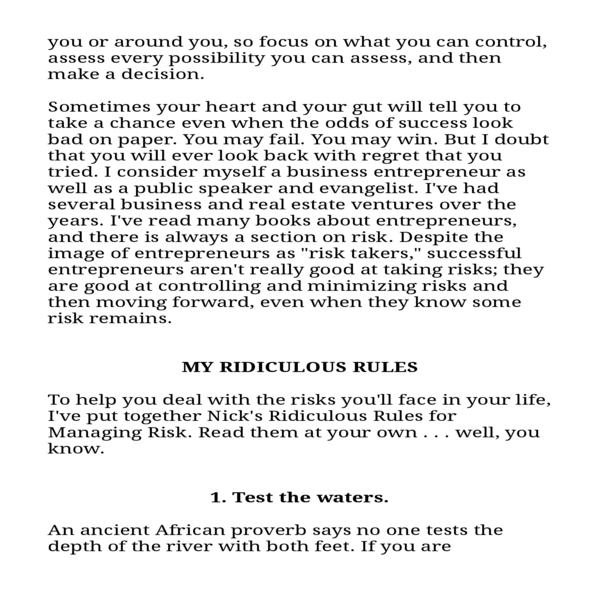 you or around you, so focus on what you can control,
assess every possibility you can assess, and then
make a decision.
Sometimes your heart and your gut will tell you to
take a chance even when the odds of success look
bad on paper. You may fail. You may win. But I doubt
that you will ever look back with regret that you
tried. I consider myself a business entrepreneur as
well as a public speaker and evangelist. I've had
several business and real estate ventures over the
years. I've read many books about entrepreneurs,
and there is always a section on risk. Despite the
image of entrepreneurs as "risk takers," successful
entrepreneurs aren't really good at taking risks; they
are good at controlling and minimizing risks and
then moving forward, even when they know some
risk remains.
MY RIDICULOUS RULES
To help you deal with the risks you'll face in your life,
I've put together Nick's Ridiculous Rules for
Managing Risk. Read them at your own . . . well, you
know.
1. Test the waters.
An ancient African proverb says no one tests the
depth of the river with both feet. If you are